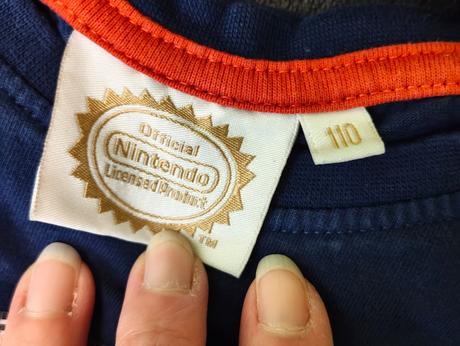 Official
Nintendo
Licensed Product
TM
110